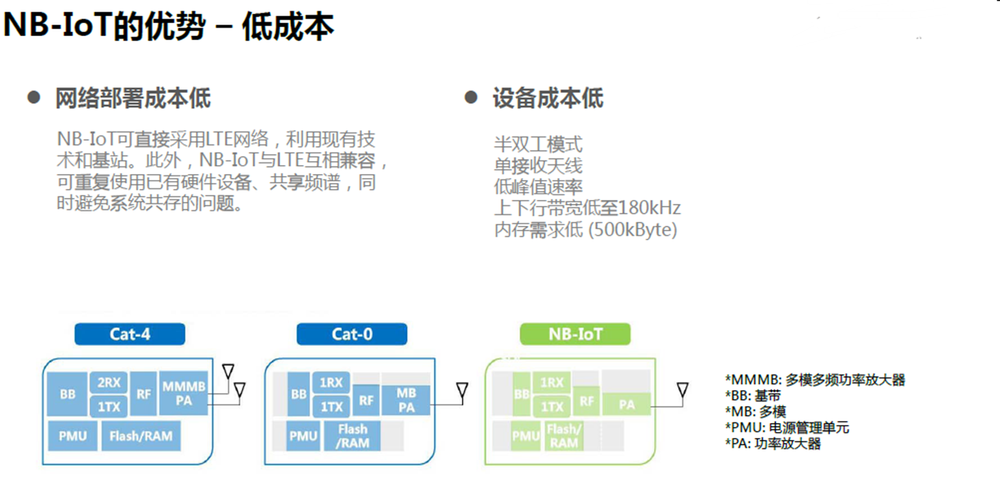 NB-IoT的优势 – 低成本
● 网络部署成本低
NB-IoT可直接采用LTE网络，利用现有技
术和基站。此外，NB-IoT与LTE互相兼容，
可重复使用已有硬件设备、共享频谱，同
时避免系统共存的问题。
● 设备成本低
半双工模式
单接收天线
低峰值速率
上下行带宽低至180kHz
内存需求低 (500kByte)
Cat-4
BB
2RX
1TX
RF
MMMB
PA
PMU
Flash/RAM
Cat-0
BB
1RX
1TX
RF
MB
PA
PMU
Flash
/RAM
NB-IoT
BB
1RX
1TX
RF
PA
PMU
Flash/
RAM
*MMMB: 多模多频功率放大器
*BB: 基带
*MB: 多模
*PMU: 电源管理单元
*PA: 功率放大器